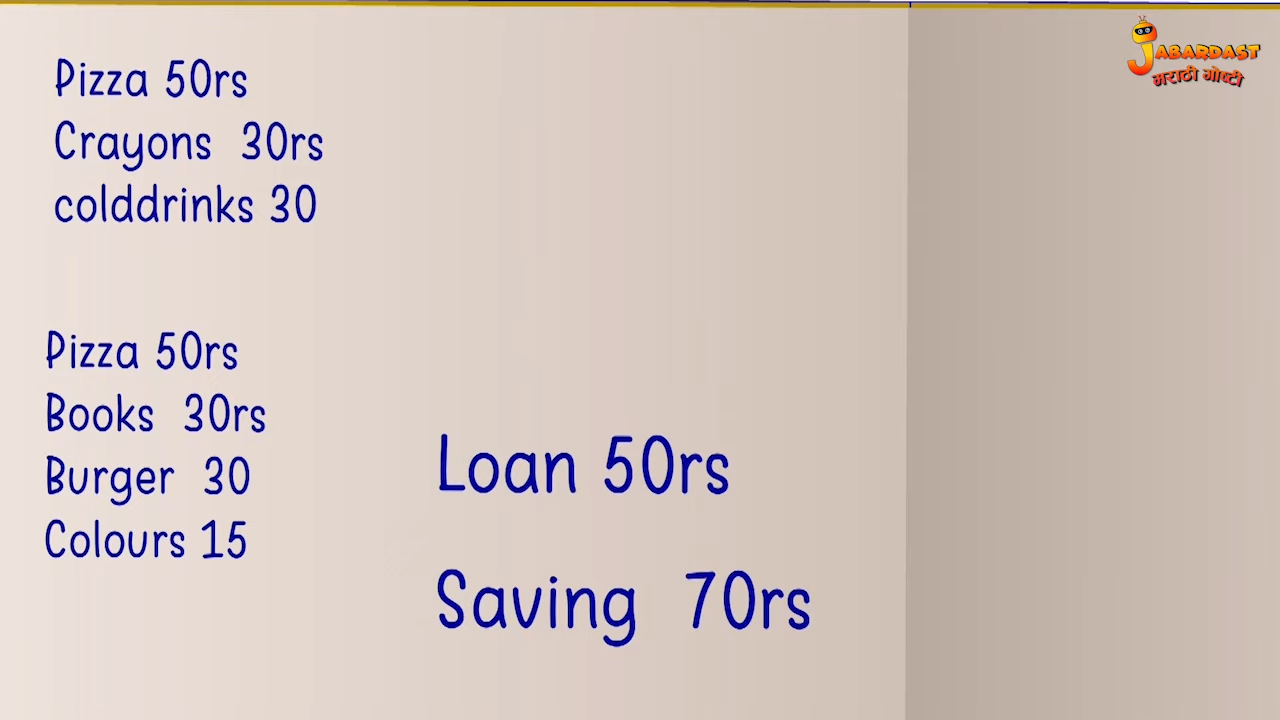 JABARDAST
मराठी गोष्टी
Pizza 50rs
Crayons 30rs
colddrinks 30
Pizza 50rs
Books 30rs
Burger 30
Colours 15
Loan 50rs
Saving 70rs